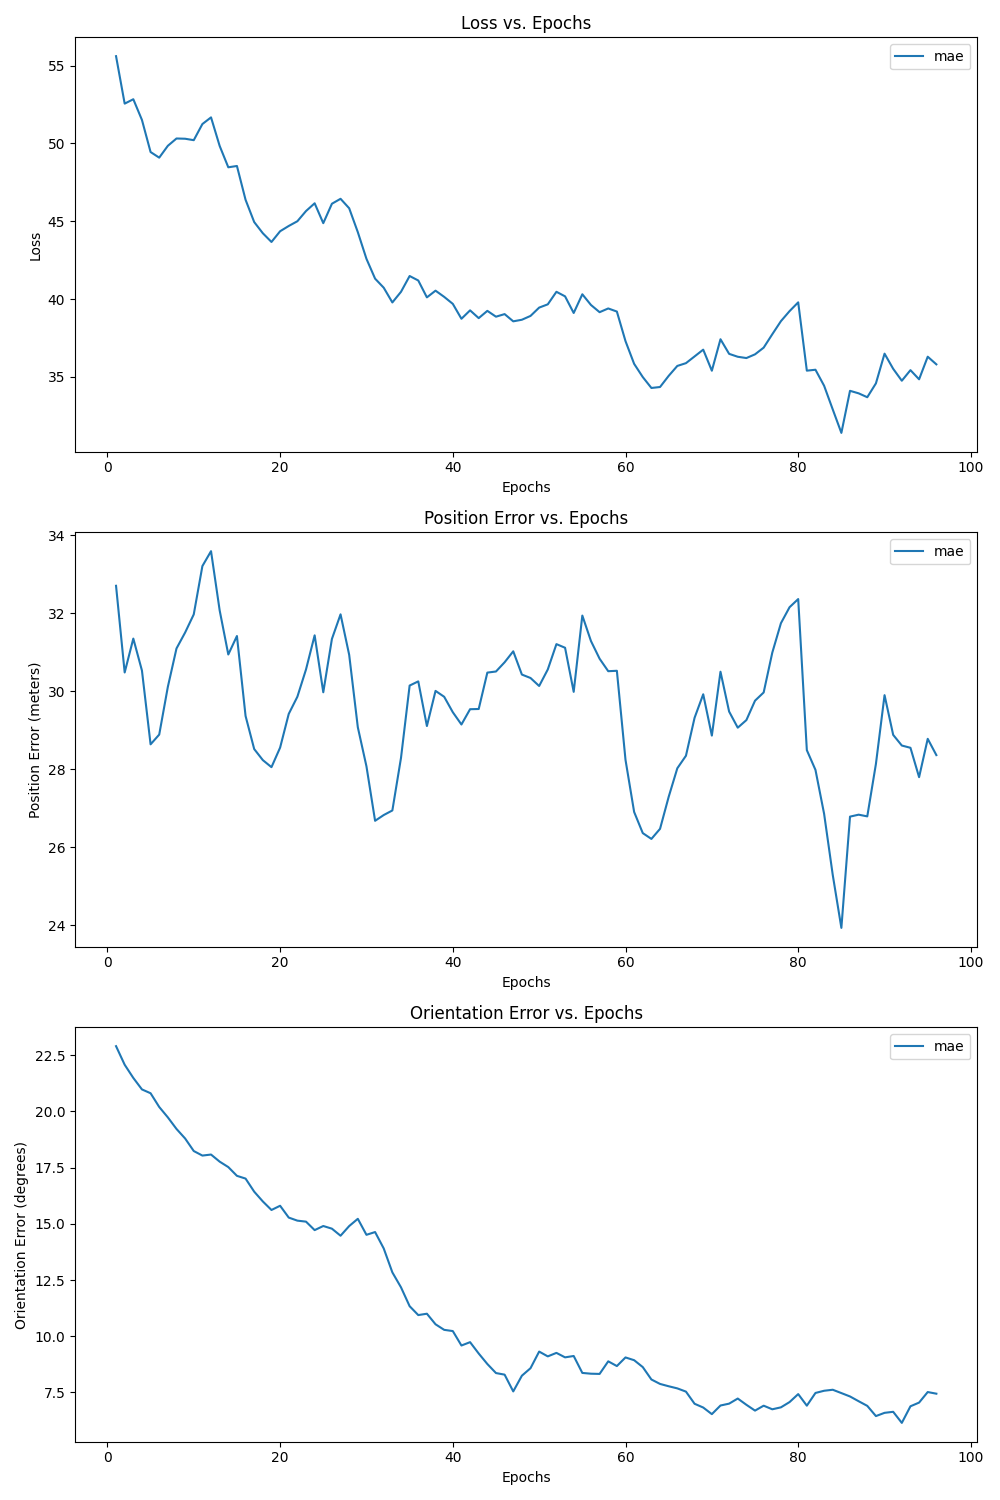 Loss vs. Epochs
mae
55
50
45
40
35
Loss
0 20 40 60 80 100
Epochs
Position Error vs. Epochs
mae
34
32
30
28
26
24
Position Error (meters)
0 20 40 60 80 100
Epochs
Orientation Error vs. Epochs
mae
22.5
20.0
17.5
15.0
12.5
10.0
7.5
Orientation Error (degrees)
0 20 40 60 80 100
Epochs